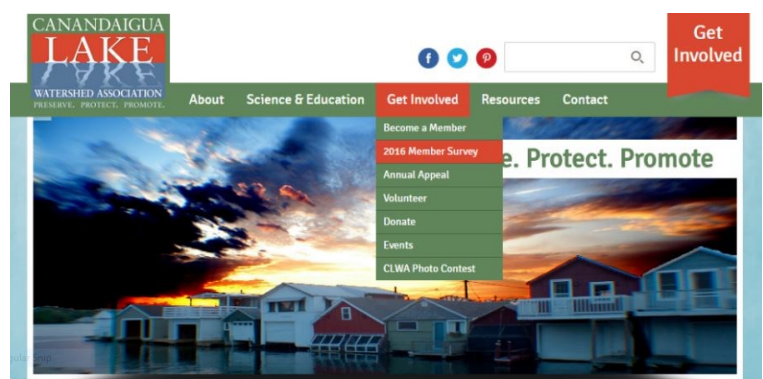 CANANDAIGUA
LAKE
WATERSHED ASSOCIATION
PRESERVE. PROTECT. PROMOTE.
Get
Involved
About Science & Education Get Involved Resources Contact
Become a Member
2016 Member Survey
Annual Appeal
Volunteer
Donate
Events
CLWA Photo Contest
e. Protect. Promote